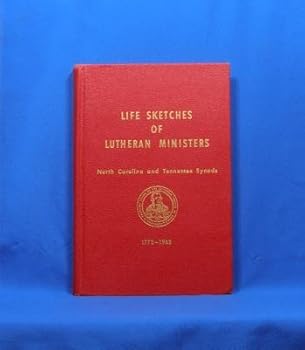 LIFE SKETCHES
OF
LUTHERAN MINISTERS
North Carolina and Tennessee Synods
1773-1965